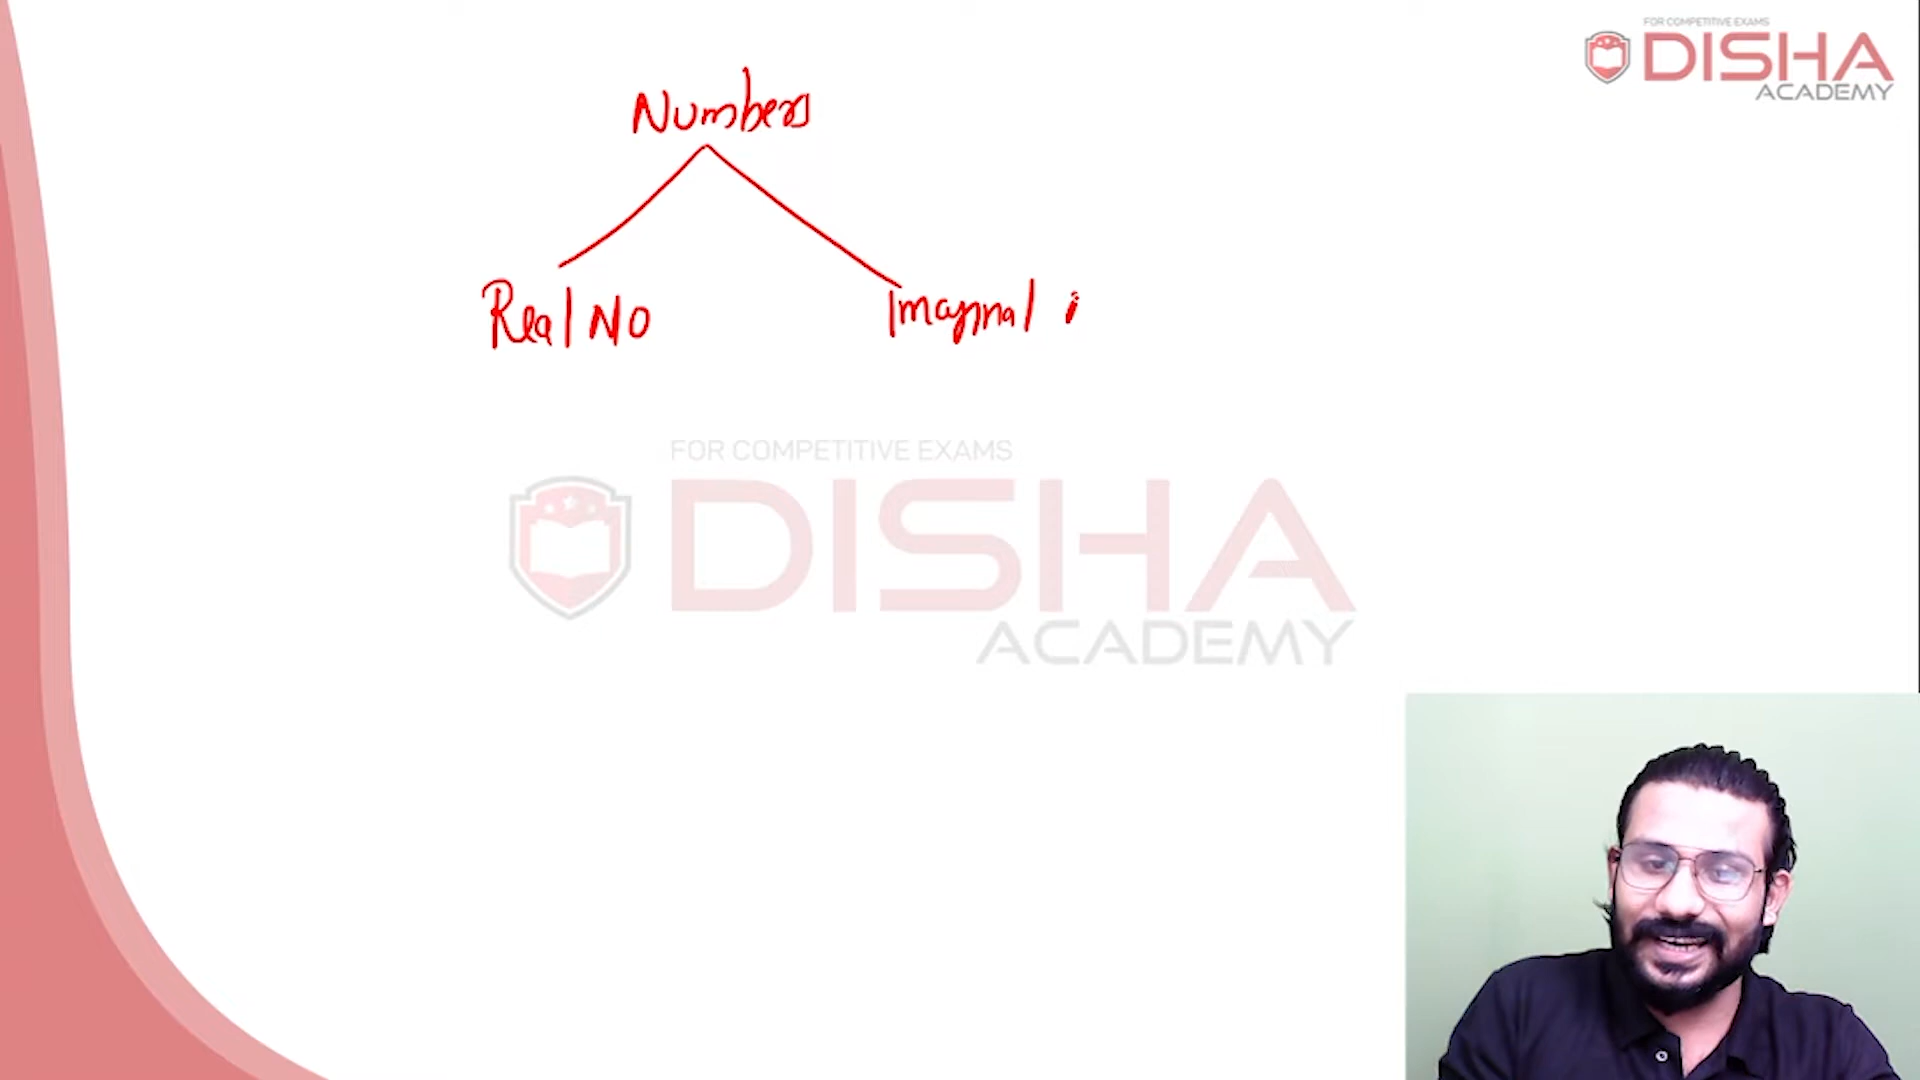 FOR COMPETITIVE EXAMS
DISHA
ACADEMY
Numbers
Real NO
Imaginal
FOR COMPETITIVE EXAMS
DISHA
ACADEMY